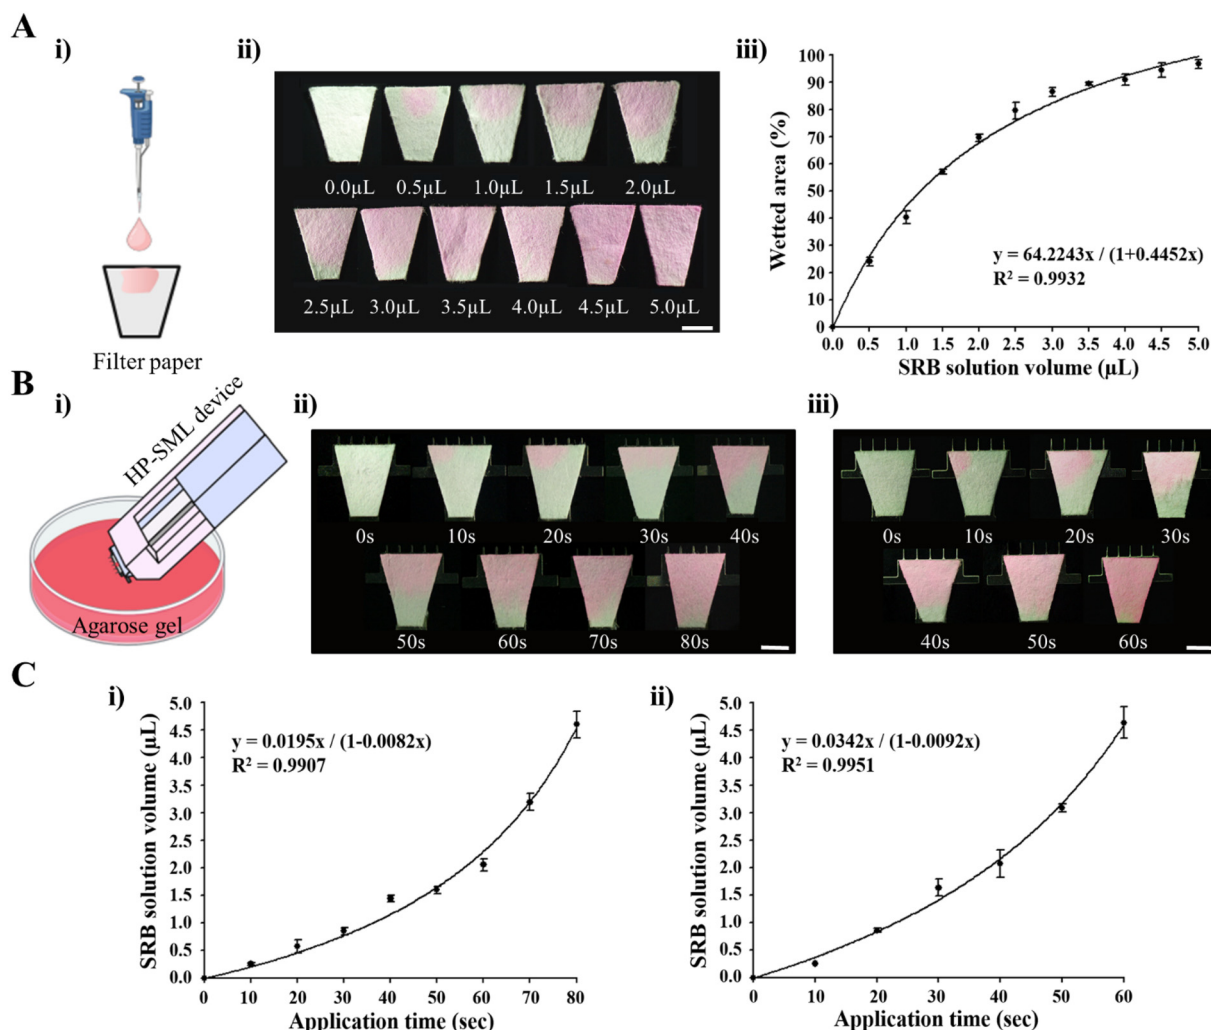 A
i)
Filter paper
ii)
0.0µL 0.5µL 1.0µL 1.5µL 2.0µL
2.5µL 3.0µL 3.5µL 4.0µL 4.5µL 5.0µL
iii)
Wetted area (%)
100
90
80
70
60
50
40
30
20
10
0
y = 64.2243x / (1+0.4452x)
R² = 0.9932
0.0 0.5 1.0 1.5 2.0 2.5 3.0 3.5 4.0 4.5 5.0
SRB solution volume (µL)
B
i)
HP-SML device
Agarose gel
ii)
0s 10s 20s 30s 40s
50s 60s 70s 80s
iii)
0s 10s 20s 30s
40s 50s 60s
C
i)
SRB solution volume (µL)
5.0
4.5
4.0
3.5
3.0
2.5
2.0
1.5
1.0
0.5
0.0
y = 0.0195x / (1-0.0082x)
R² = 0.9907
0 10 20 30 40 50 60 70 80
Application time (sec)
ii)
SRB solution volume (µL)
5.0
4.5
4.0
3.5
3.0
2.5
2.0
1.5
1.0
0.5
0.0
y = 0.0342x / (1-0.0092x)
R² = 0.9951
0 10 20 30 40 50 60
Application time (sec)